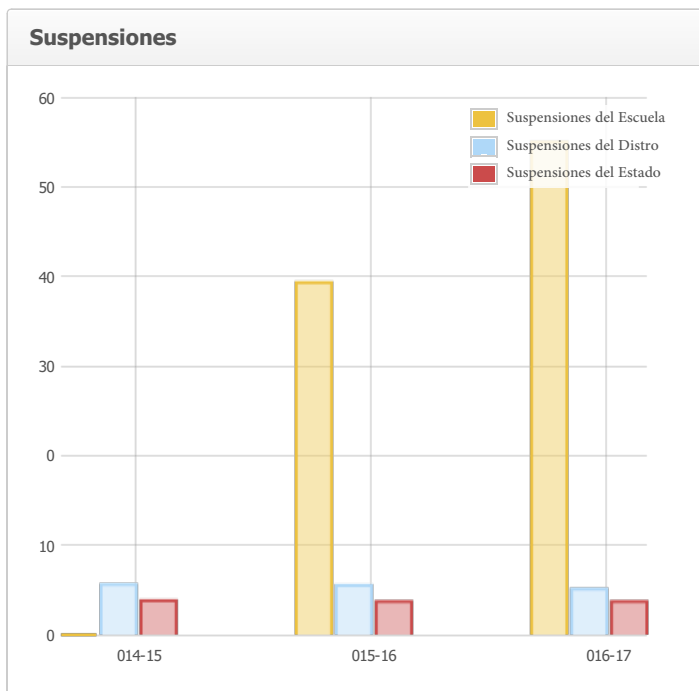 Suspensiones
60
Suspensiones del Escuela
Suspensiones del Distro
Suspensiones del Estado
50
40
30
0
10
0
014-15
015-16
016-17